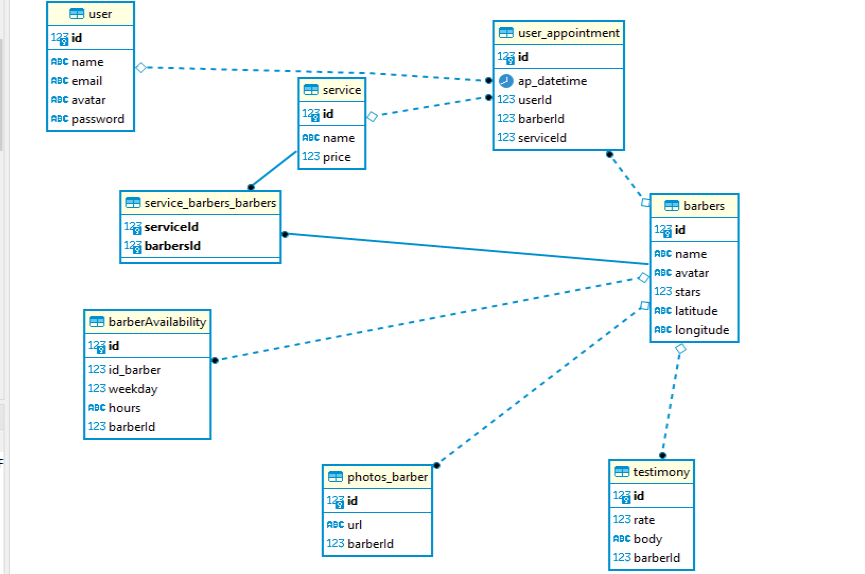 user
123 id
ABC name
ABC email
ABC avatar
ABC password
service
123 id
ABC name
123 price
user_appointment
123 id
ap_datetime
123 userId
123 barberId
123 serviceId
service_barbers_barbers
123 serviceId
123 barbersId
barbers
123 id
ABC name
ABC avatar
123 stars
ABC latitude
ABC longitude
barberAvailability
123 id
123 id_barber
123 weekday
ABC hours
123 barberId
photos_barber
123 id
ABC url
123 barberId
testimony
123 id
123 rate
ABC body
123 barberId